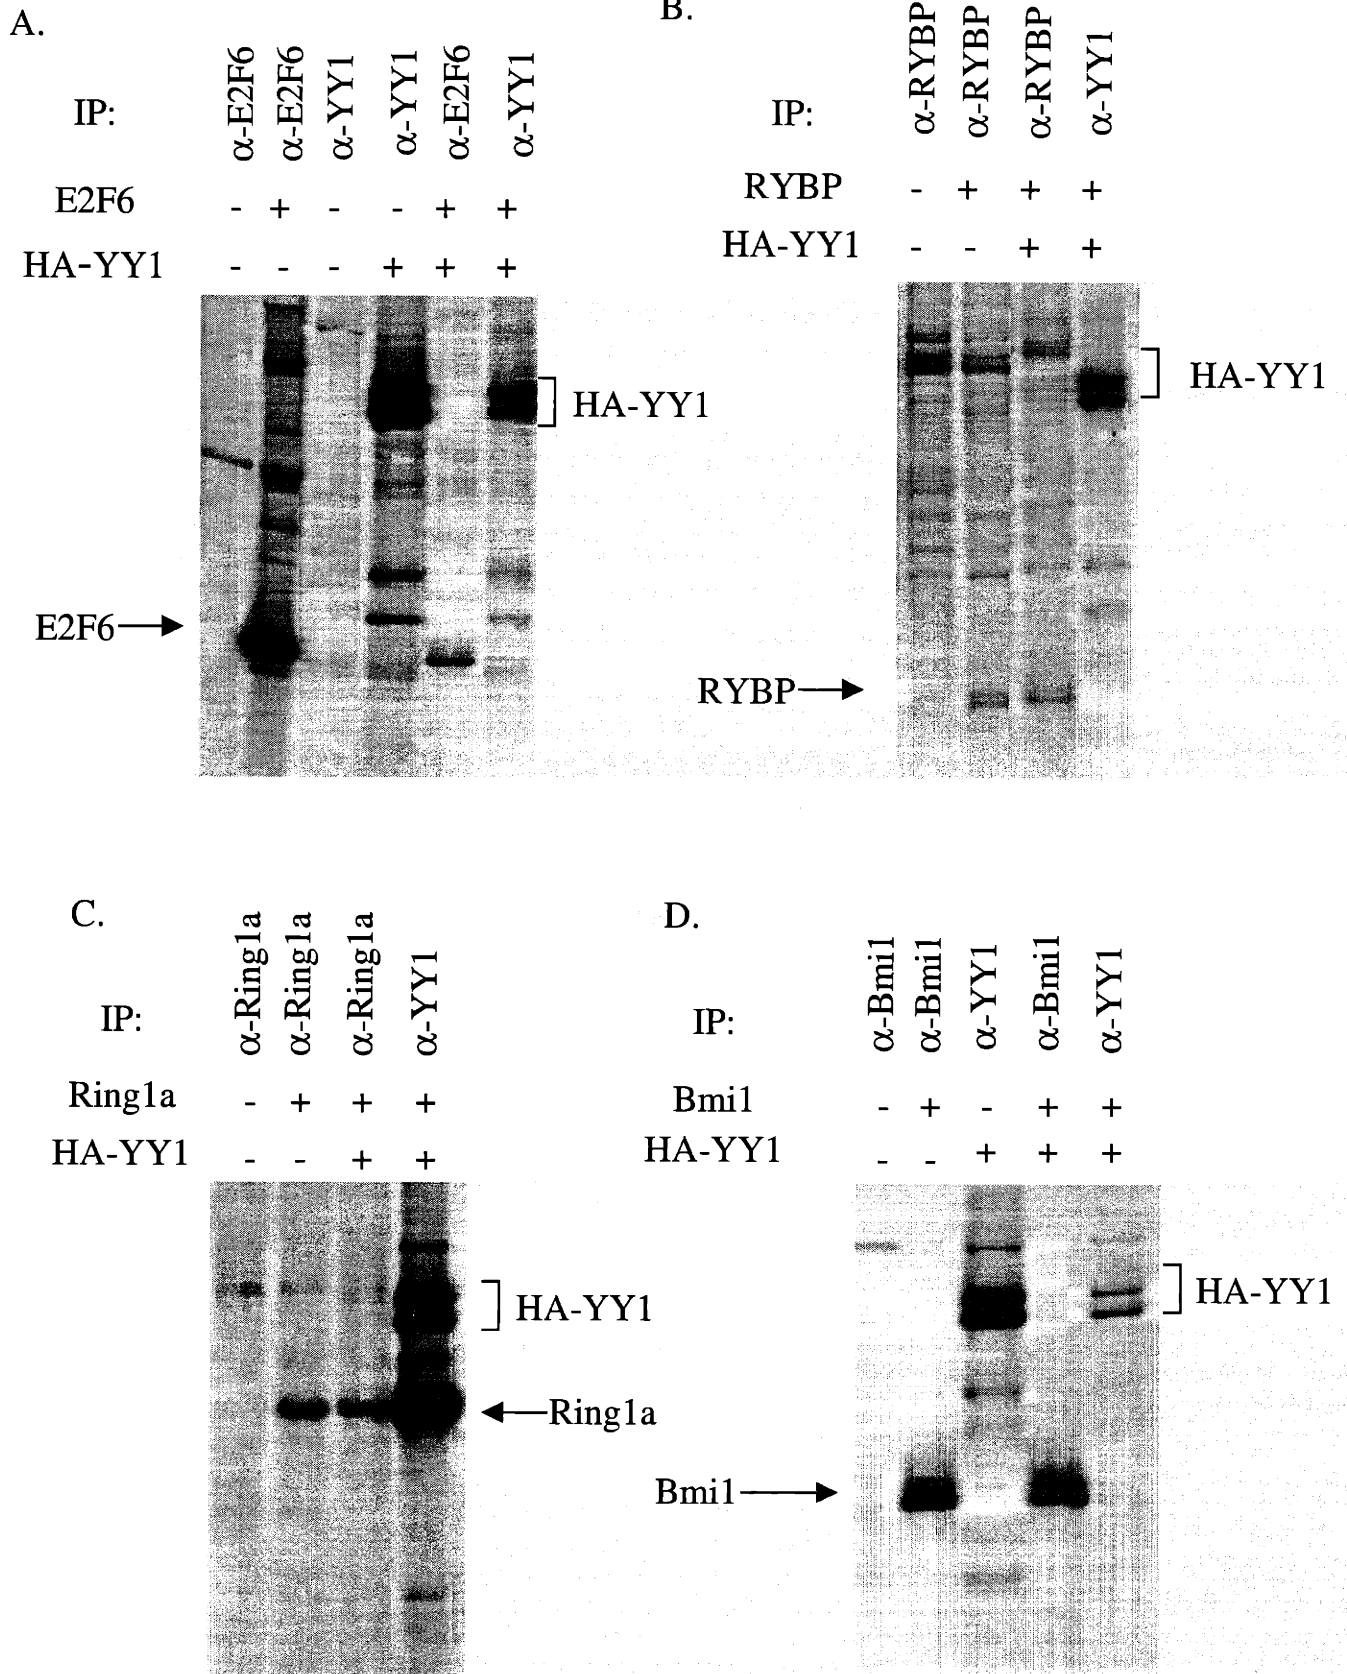 A.
IP: α-E2F6 α-E2F6 α-YY1 α-YY1 α-E2F6 α-YY1
E2F6 - + - - + +
HA-YY1 - - - + + +
HA-YY1
E2F6
B.
IP: α-RYBP α-RYBP α-RYBP α-YY1
RYBP - + + +
HA-YY1 - - + +
HA-YY1
RYBP
C.
IP: α-Ring1a α-Ring1a α-Ring1a α-YY1
Ring1a - + + +
HA-YY1 - - + +
HA-YY1
Ring1a
D.
IP: α-Bmi1 α-Bmi1 α-YY1 α-Bmi1 α-YY1
Bmi1 - + - + +
HA-YY1 - - + + +
HA-YY1
Bmi1